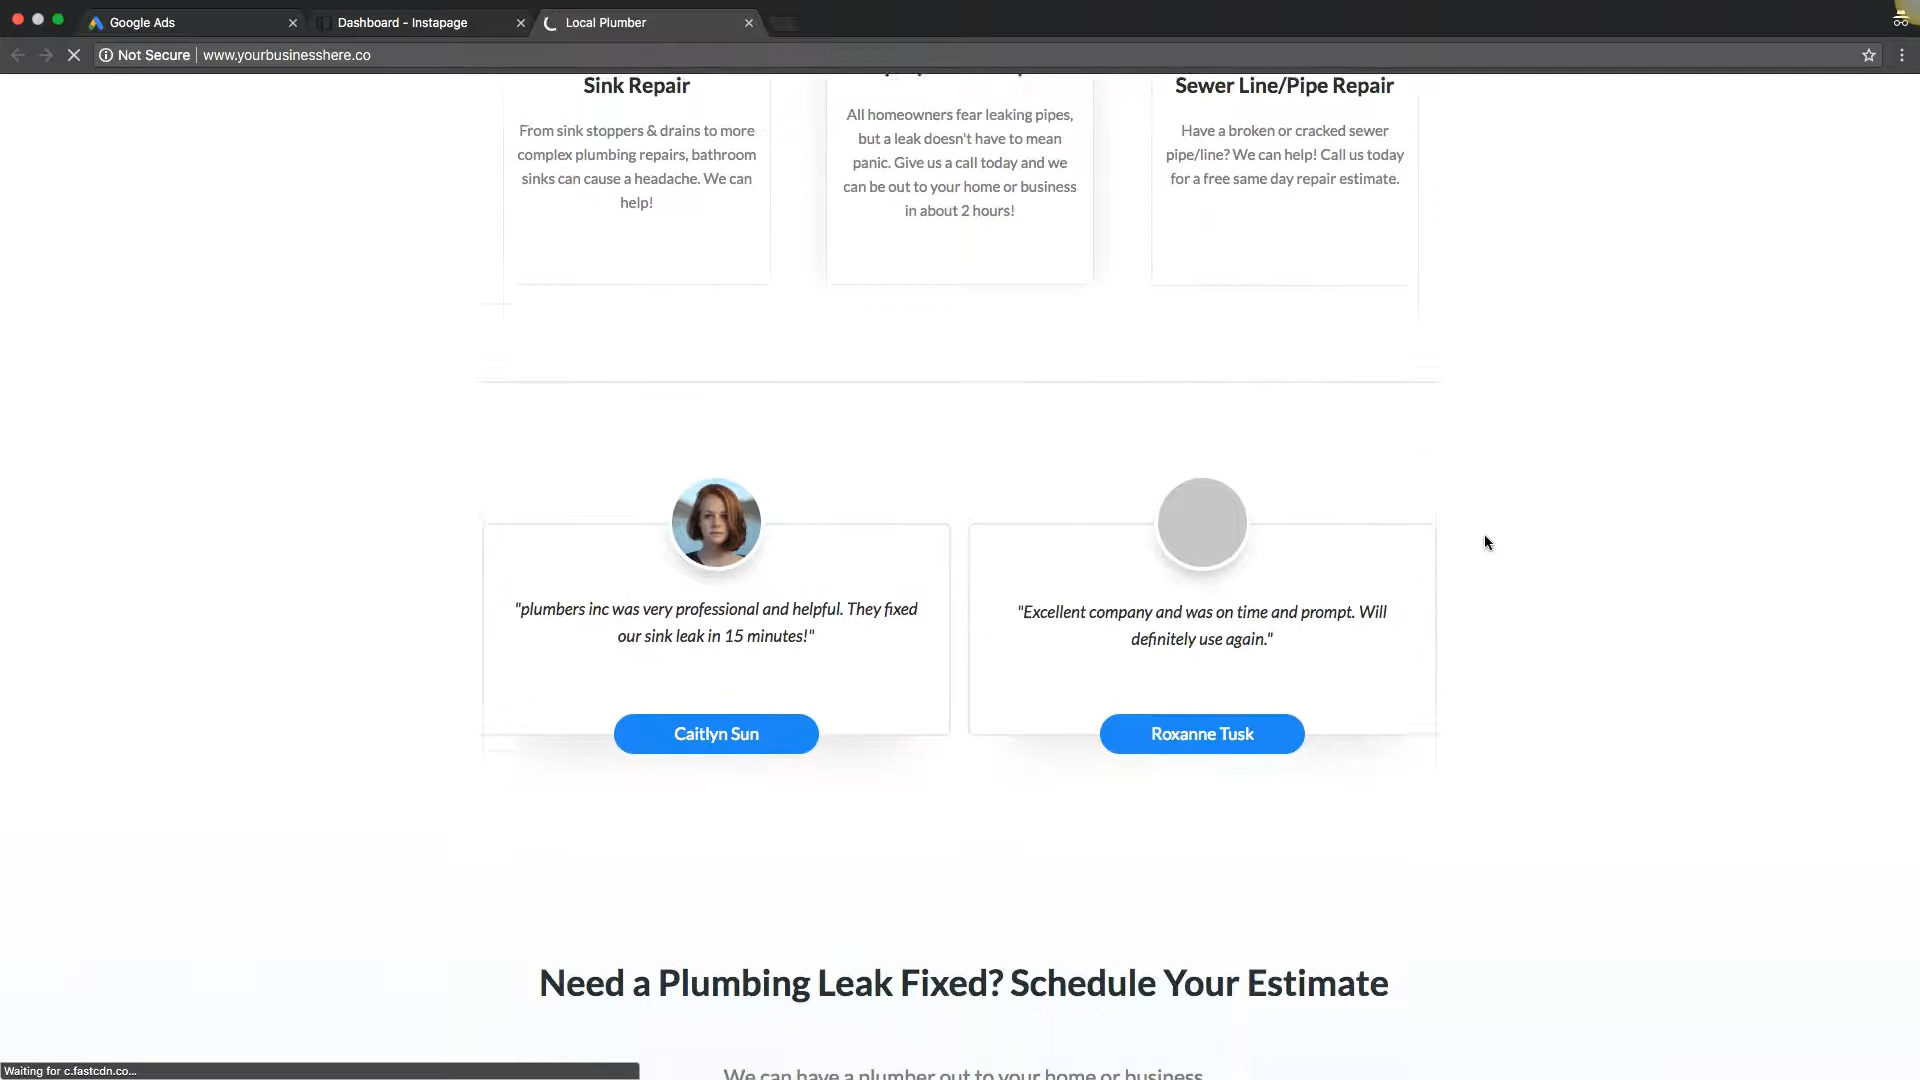 Google Ads
Dashboard - Instapage
Local Plumber
Not Secure
www.yourbusinesshere.co
Sink Repair
From sink stoppers & drains to more
complex plumbing repairs, bathroom
sinks can cause a headache. We can
help!
All homeowners fear leaking pipes,
but a leak doesn't have to mean
panic. Give us a call today and we
can be out to your home or business
in about 2 hours!
Sewer Line/Pipe Repair
Have a broken or cracked sewer
pipe/line? We can help! Call us today
for a free same day repair estimate.
"plumbers inc was very professional and helpful. They fixed
our sink leak in 15 minutes!"
Caitlyn Sun
"Excellent company and was on time and prompt. Will
definitely use again."
Roxanne Tusk
Need a Plumbing Leak Fixed? Schedule Your Estimate
We can have a plumber out to your home or business
Waiting for c.fastcdn.co...